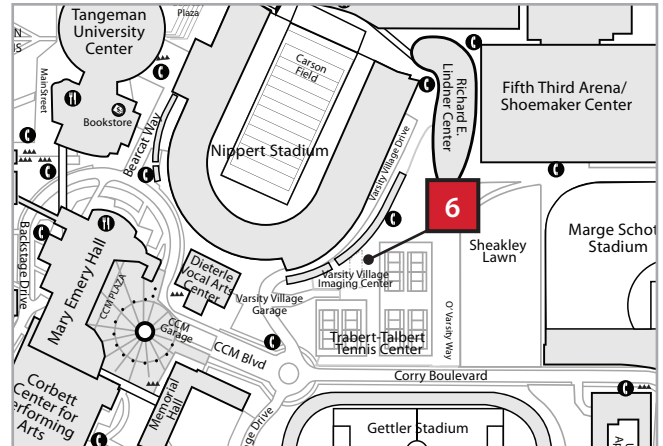 Plaza
Tangeman
University
Center
MainStreet
Bookstore
Bearcat Way
Carson
Field
Nippert Stadium
Varsity Village Drive
Richard E.
Lindner Center
Fifth Third Arena/
Shoemaker Center
6
Marge Schot
Stadium
Sheakley
Lawn
Backstage Drive
Mary Emery Hall
CCM PLAZA
Dieterle
Vocal Arts
Center
Varsity Village
Imaging Center
Varsity Village
Garage
CCM
Garage
CCM Blvd
Trabert-Talbert
Tennis Center
O'Varsity Way
Corry Boulevard
Corbett
Center for
erforming
Arts
Memorial
Hall
ge Drive
Gettler Stadium